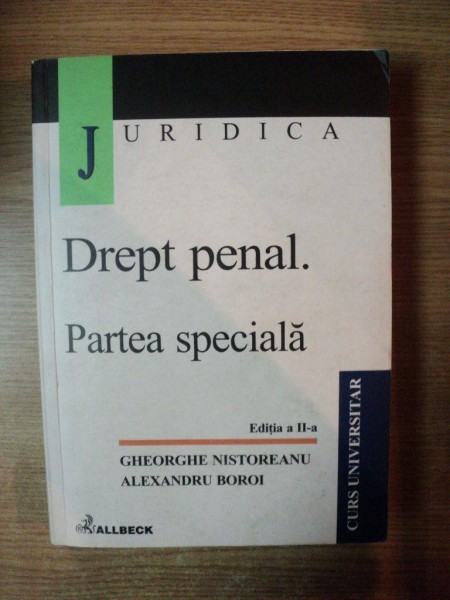 JURIDICA
Drept penal.
Partea specială
Ediția a II-a
GHEORGHE NISTOREANU
ALEXANDRU BOROI
CURS UNIVERSITAR
ALLBECK